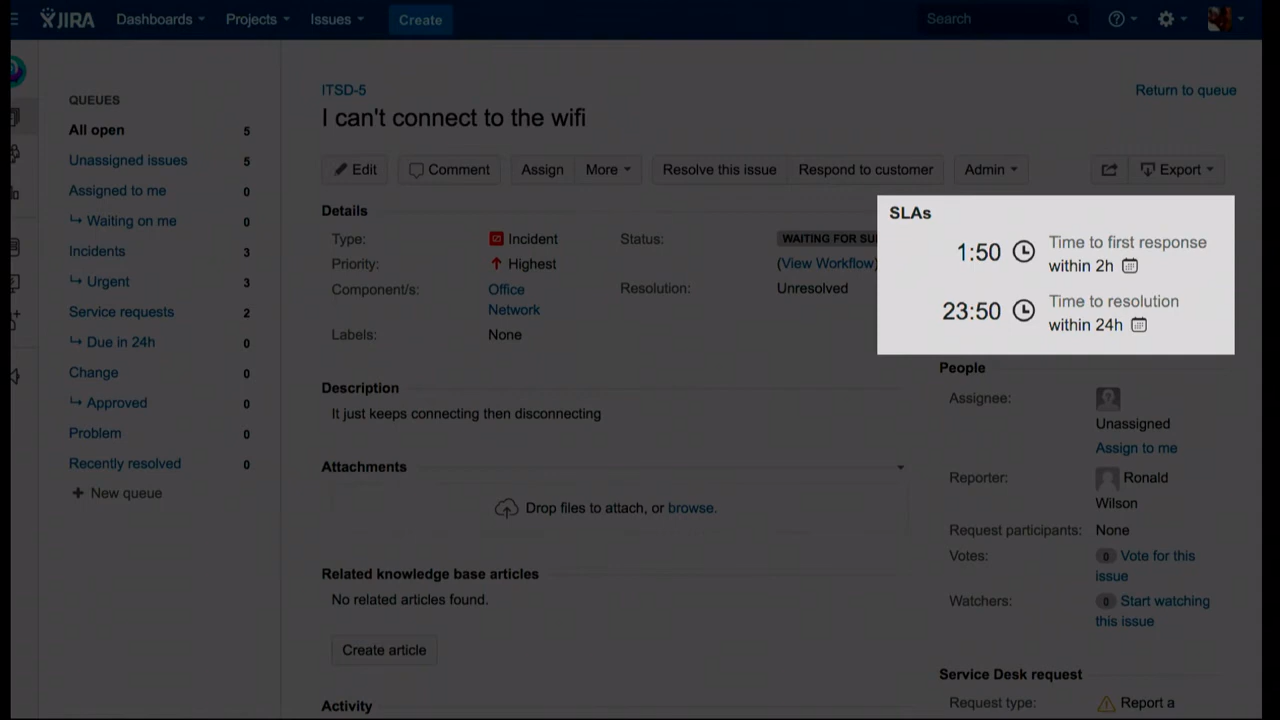 JIRA Dashboards Projects Issues Create Search
QUEUES
All open 5
Unassigned issues 5
Assigned to me 0
Waiting on me 0
Incidents 3
Urgent 3
Service requests 2
Due in 24h 0
Change 0
Approved 0
Problem 0
Recently resolved 0
+ New queue
ITSD-5
Return to queue
I can't connect to the wifi
Edit Comment Assign More Resolve this issue Respond to customer Admin Export
Details
Type: Incident
Priority: Highest
Component/s: Office
Network
Labels: None
Status: WAITING FOR
(View Workflow)
Resolution: Unresolved
Description
It just keeps connecting then disconnecting
Attachments
Drop files to attach, or browse.
Related knowledge base articles
No related articles found.
Create article
Activity
SLAs
1:50 Time to first response
within 2h
23:50 Time to resolution
within 24h
People
Assignee:
Unassigned
Assign to me
Reporter: Ronald
Wilson
Request participants: None
Votes: 0 Vote for this
issue
Watchers: 0 Start watching
this issue
Service Desk request
Request type: Report a